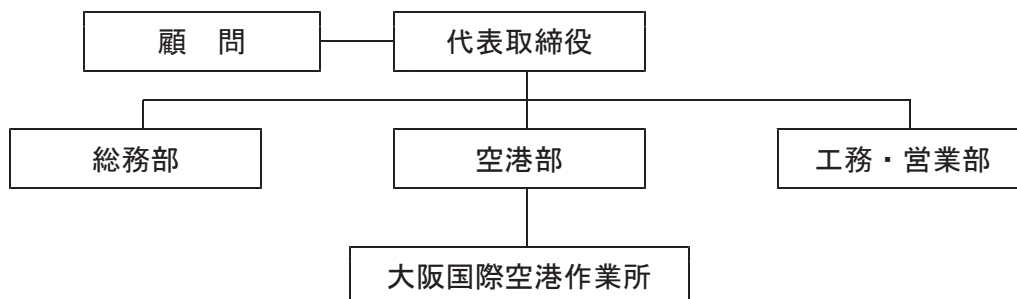 顧　問
代表取締役
総務部
空港部
工務・営業部
大阪国際空港作業所